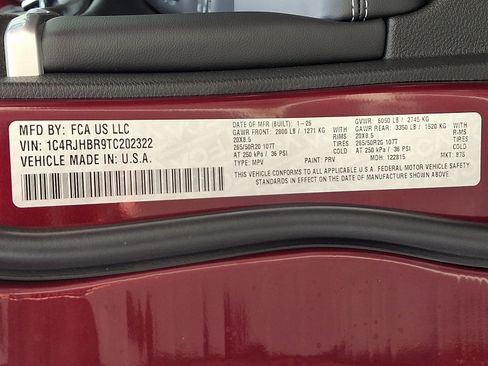 MFD BY: FCA US LLC
VIN: 1C4RJHBR9TC202322
VEHICLE MADE IN U.S.A.
DATE OF MFR (BUILT): 1-26
GAWR FRONT: 2800 LB / 1271 KG
WITH
20X8.5
RIMS
265/50R20 107T
TIRES
AT 250 kPa / 36 PSI
COLD
TYPE: MPV
PAINT: PRV
GVWR: 6050 LB / 2745 KG
GAWR REAR: 3350 LB / 1520 KG
WITH
20X8.5
RIMS
265/50R20 107T
TIRES
AT 250 kPa / 36 PSI
COLD
MDH: 122815
MKT: 87S
THIS VEHICLE CONFORMS TO ALL APPLICABLE U.S.A. FEDERAL MOTOR VEHICLE SAFETY
STANDARDS IN EFFECT ON THE DATE OF MANUFACTURE SHOWN ABOVE.